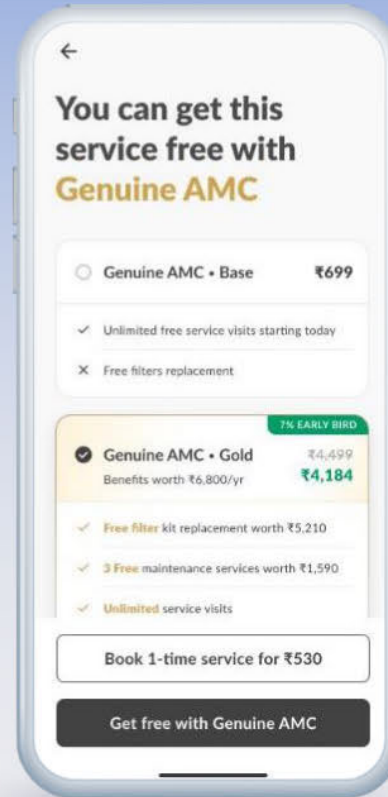 You can get this
service free with
Genuine AMC
Genuine AMC • Base ₹699
Unlimited free service visits starting today
Free filters replacement
7% EARLY BIRD
Genuine AMC • Gold ₹4,499
Benefits worth ₹6,800/yr ₹4,184
Free filter kit replacement worth ₹5,210
3 Free maintenance services worth ₹1,590
Unlimited service visits
Book 1-time service for ₹530
Get free with Genuine AMC